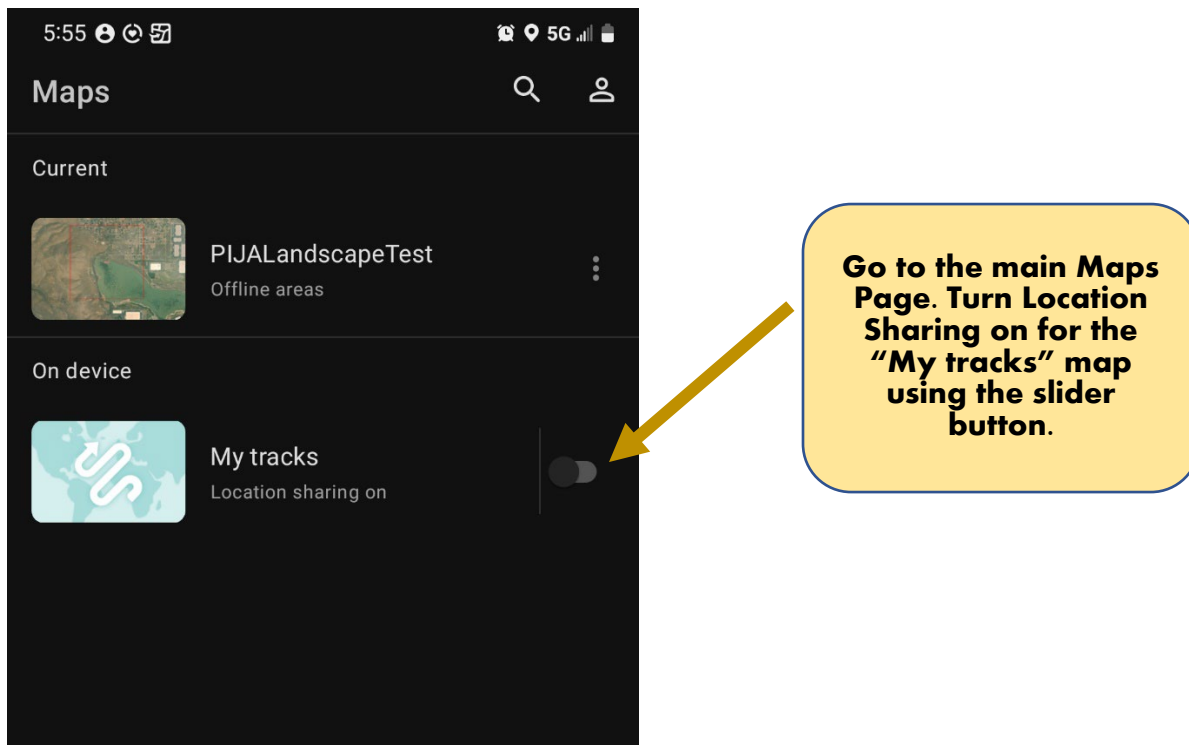 5:55
5G
Maps
Current
PIJALandscapeTest
Offline areas
On device
My tracks
Location sharing on
Go to the main Maps
Page. Turn Location
Sharing on for the
“My tracks” map
using the slider
button.